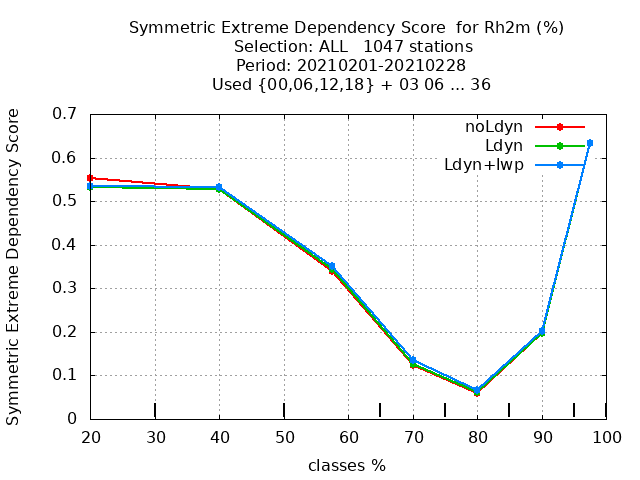 Symmetric Extreme Dependency Score  for Rh2m (%)
Selection: ALL   1047 stations
Period: 20210201-20210228
Used {00,06,12,18} + 03 06 ... 36
Symmetric Extreme Dependency Score
0.7
0.6
0.5
0.4
0.3
0.2
0.1
0
noLdyn
Ldyn
Ldyn+lwp
20 30 40 50 60 70 80 90 100
classes %